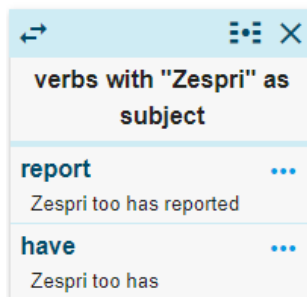 verbs with "Zespri" as
subject
report
Zespri too has reported
have
Zespri too has